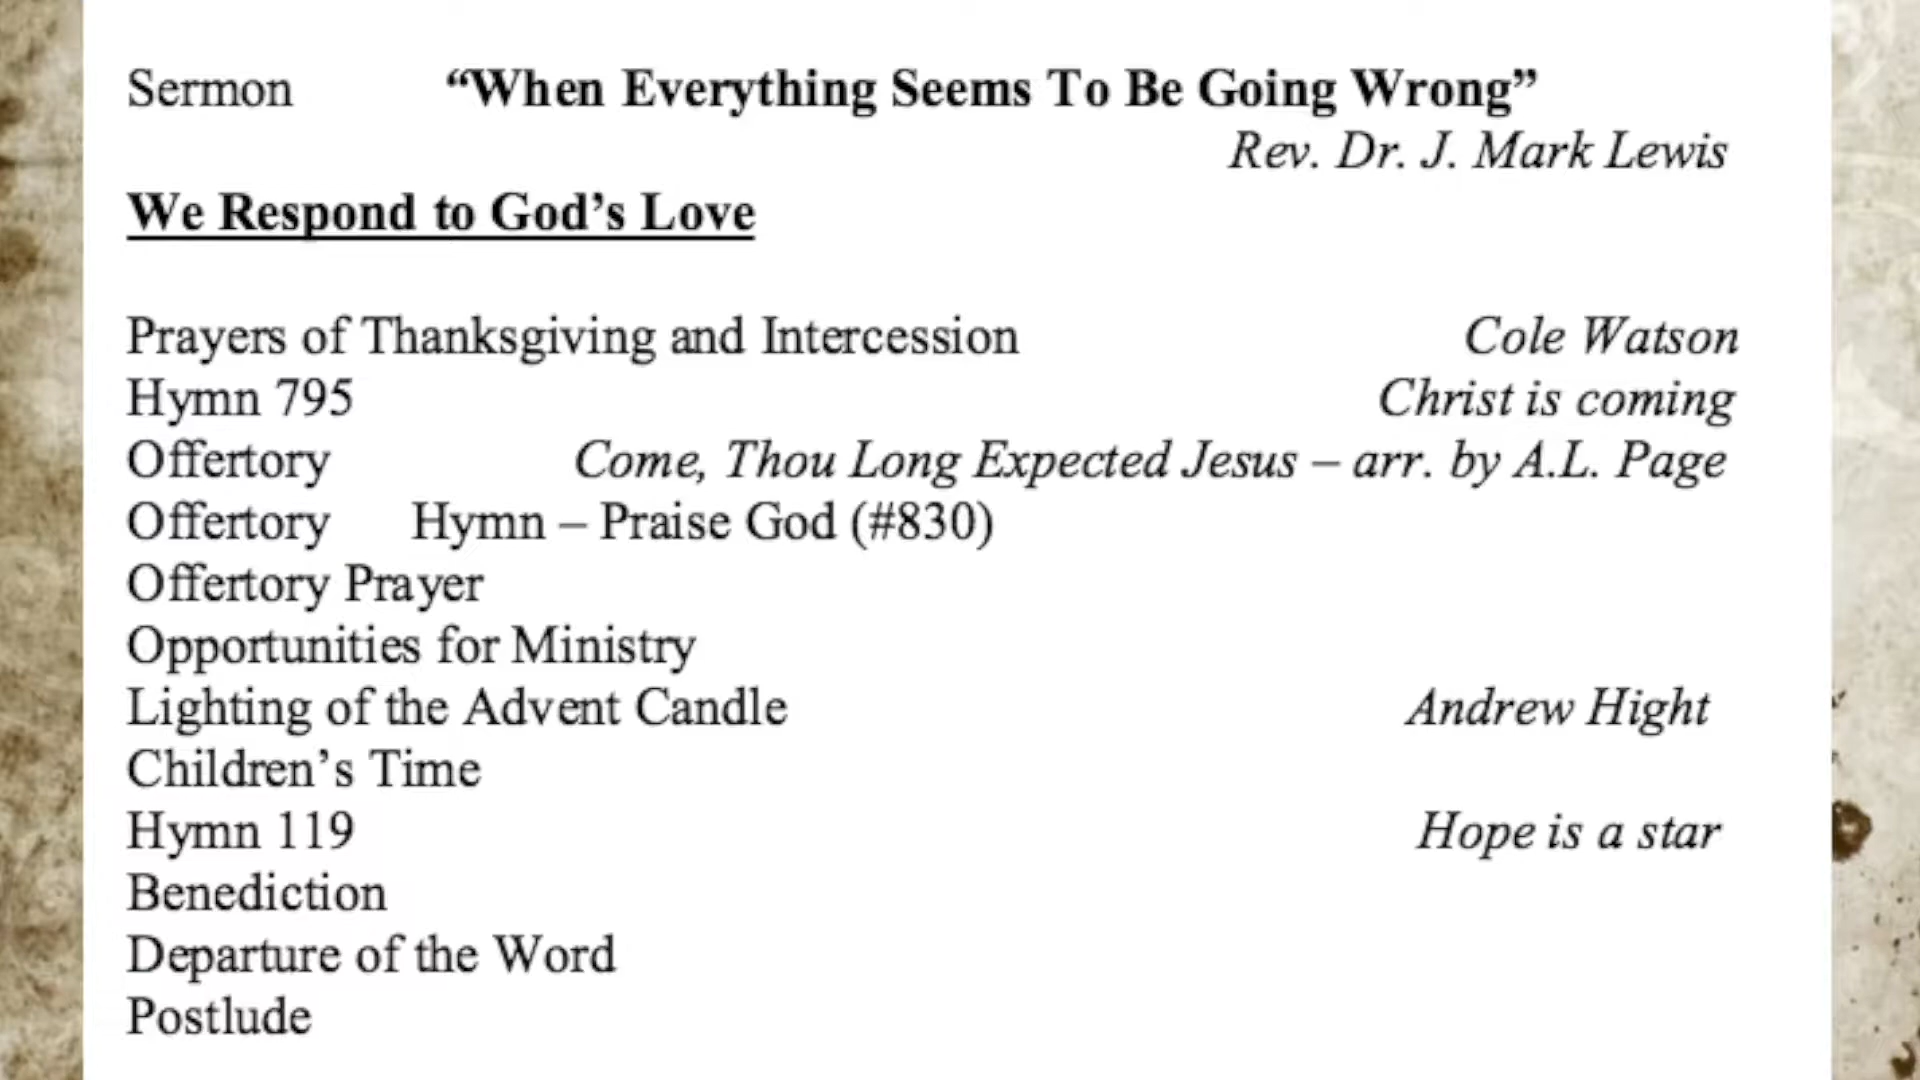 Sermon “When Everything Seems To Be Going Wrong”
Rev. Dr. J. Mark Lewis
We Respond to God’s Love
Prayers of Thanksgiving and Intercession Cole Watson
Hymn 795 Christ is coming
Offertory Come, Thou Long Expected Jesus – arr. by A.L. Page
Offertory Hymn – Praise God (#830)
Offertory Prayer
Opportunities for Ministry
Lighting of the Advent Candle Andrew Hight
Children’s Time
Hymn 119 Hope is a star
Benediction
Departure of the Word
Postlude